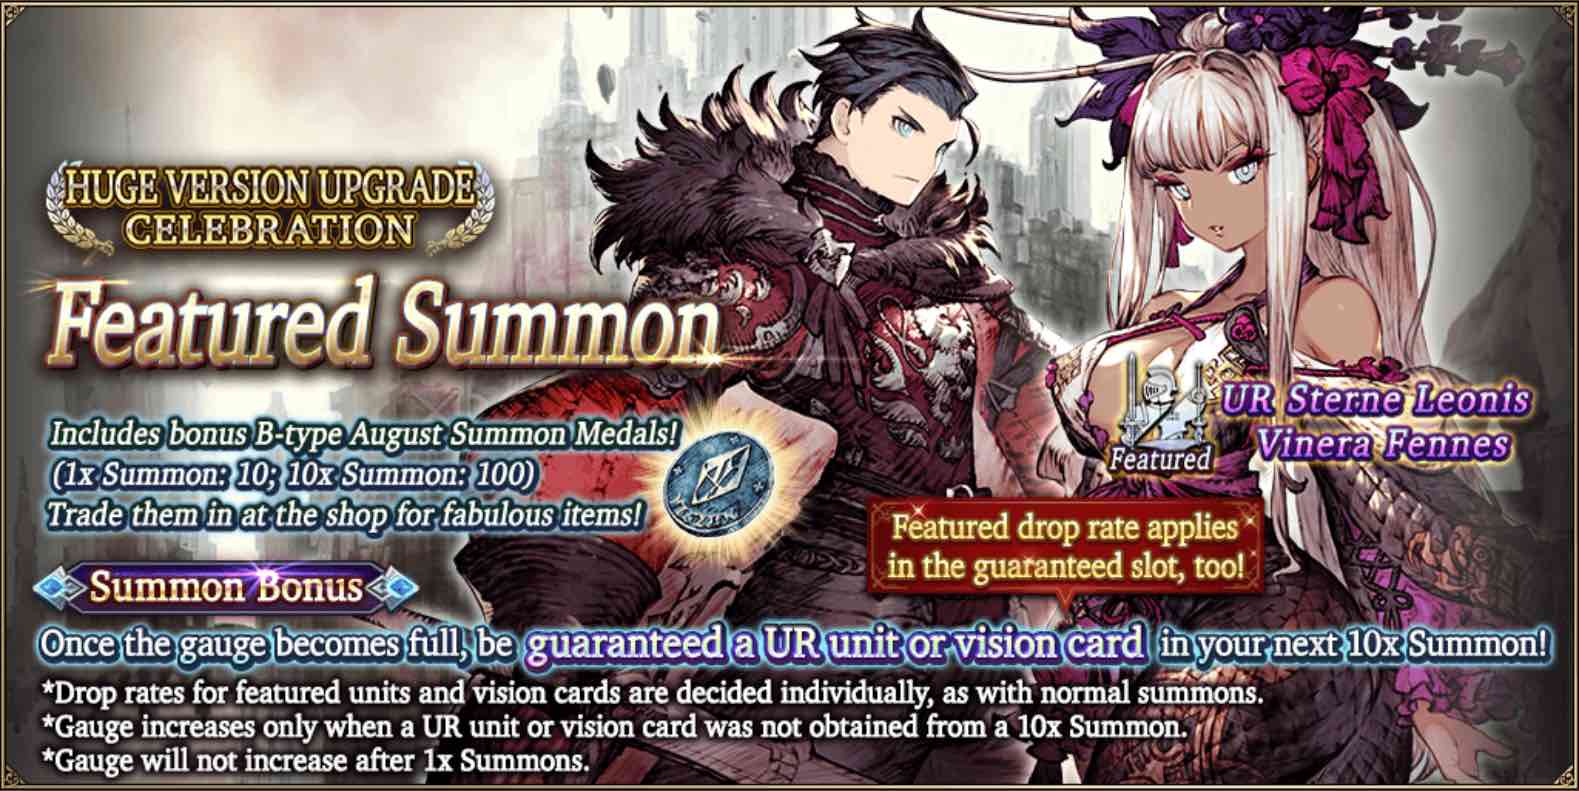 HUGE VERSION UPGRADE
CELEBRATION
Featured Summon
Includes bonus B-type August Summon Medals!
(1x Summon: 10; 10x Summon: 100)
Trade them in at the shop for fabulous items!
UR Sterne Leonis
Vinera Fennes
Featured
Featured drop rate applies
in the guaranteed slot, too!
Summon Bonus
Once the gauge becomes full, be guaranteed a UR unit or vision card in your next 10x Summon!
*Drop rates for featured units and vision cards are decided individually, as with normal summons.
*Gauge increases only when a UR unit or vision card was not obtained from a 10x Summon.
*Gauge will not increase after 1x Summons.